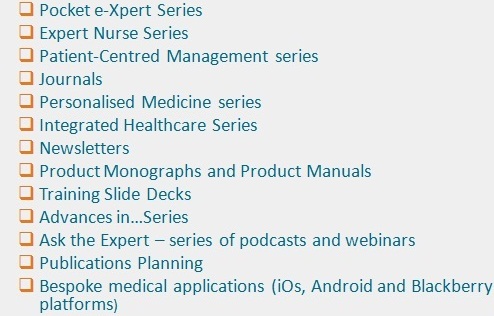 Pocket e-Xpert Series
Expert Nurse Series
Patient-Centred Management series
Journals
Personalised Medicine series
Integrated Healthcare Series
Newsletters
Product Monographs and Product Manuals
Training Slide Decks
Advances in...Series
Ask the Expert – series of podcasts and webinars
Publications Planning
Bespoke medical applications (iOs, Android and Blackberry
platforms)